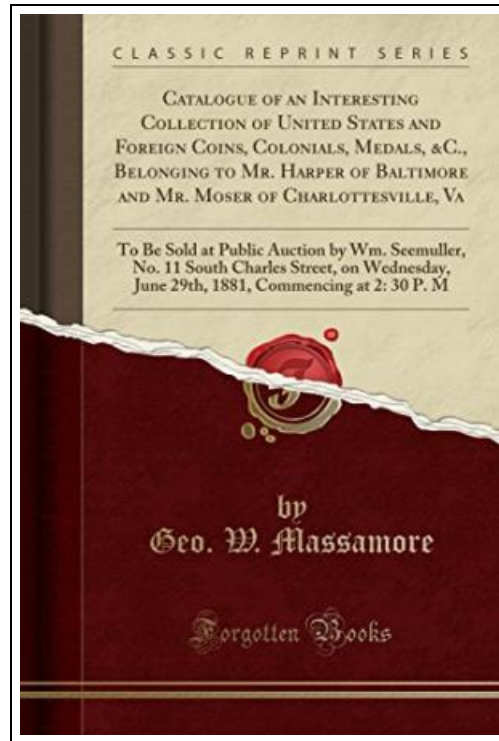 CLASSIC REPRINT SERIES
CATALOGUE OF AN INTERESTING
COLLECTION OF UNITED STATES AND
FOREIGN COINS, COLONIALS, MEDALS, &C.,
BELONGING TO MR. HARPER OF BALTIMORE
AND MR. MOSER OF CHARLOTTESVILLE, VA
To Be Sold at Public Auction by Wm. Seemuller,
No. 11 South Charles Street, on Wednesday,
June 29th, 1881, Commencing at 2: 30 P. M
by
Geo. W. Massamore
Forgotten Books